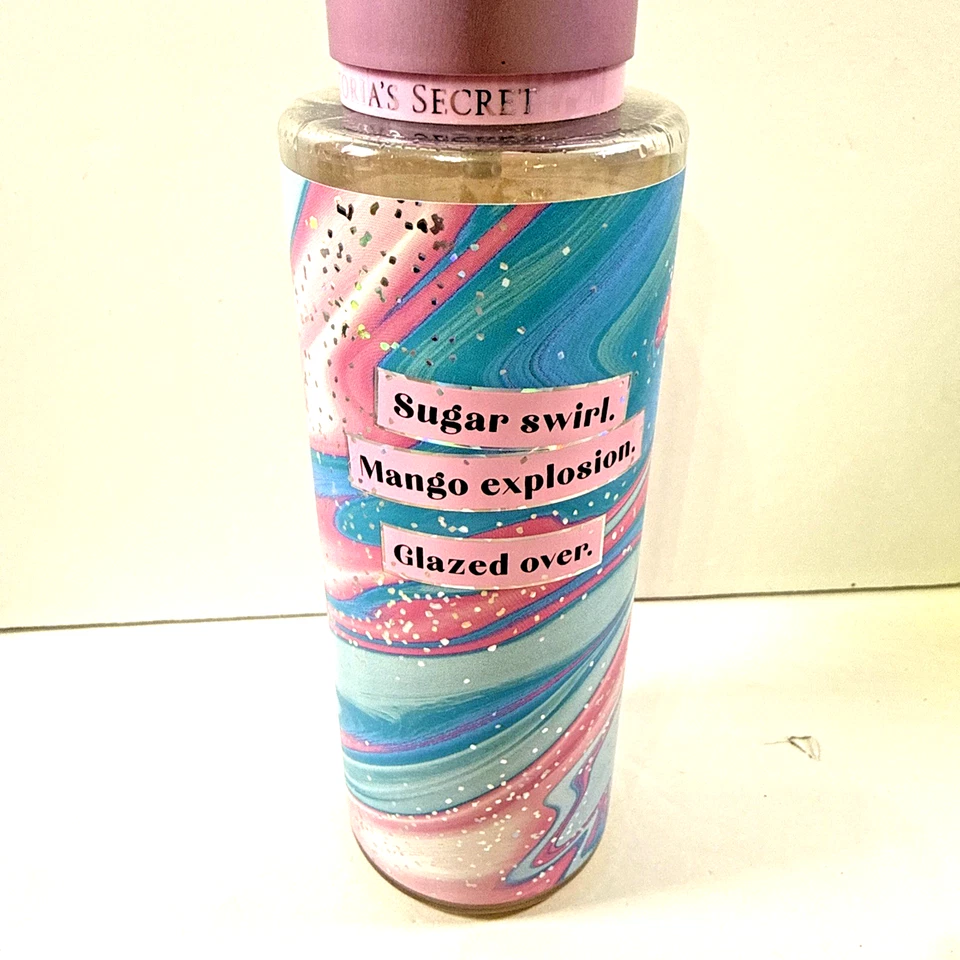 ORIA'S SECRET
Sugar swirl.
Mango explosion.
Glazed over.